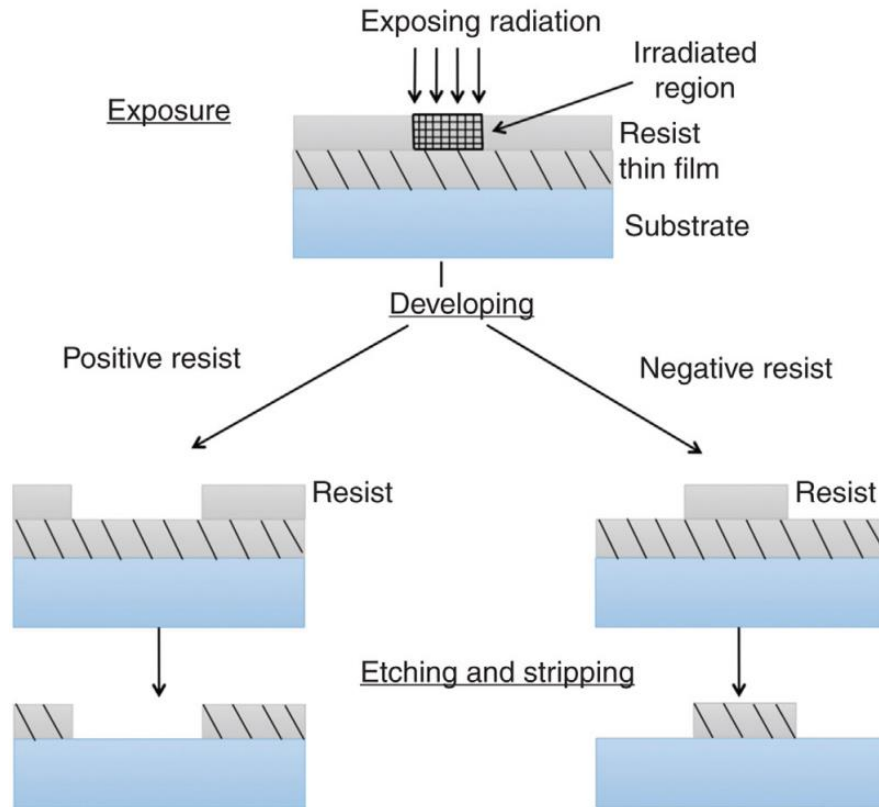 Exposing radiation
Irradiated
region
Exposure
Resist
thin film
Substrate
Developing
Positive resist
Negative resist
Resist
Resist
Etching and stripping